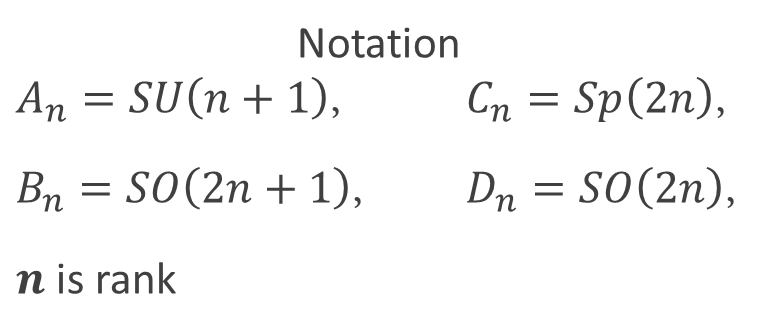 Notation
Aₙ = SU(n + 1), Cₙ = Sp(2n),
Bₙ = SO(2n + 1), Dₙ = SO(2n),
n is rank